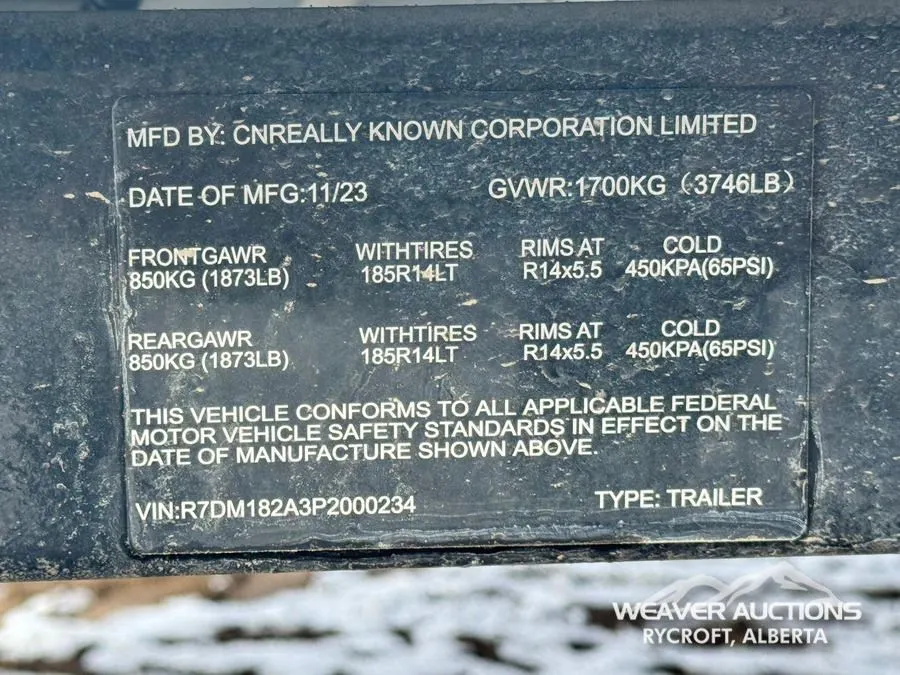 MFD BY: CNREALLY KNOWN CORPORATION LIMITED
DATE OF MFG:11/23 GVWR:1700KG (3746LB)
FRONTGAWR WITHTIRES RIMS AT COLD
850KG (1873LB) 185R14LT R14x5.5 450KPA(65PSI)
REARGAWR WITHTIRES RIMS AT COLD
850KG (1873LB) 185R14LT R14x5.5 450KPA(65PSI)
THIS VEHICLE CONFORMS TO ALL APPLICABLE FEDERAL
MOTOR VEHICLE SAFETY STANDARDS IN EFFECT ON THE
DATE OF MANUFACTURE SHOWN ABOVE.
VIN:R7DM182A3P2000234 TYPE: TRAILER
WEAVER AUCTIONS
RYCROFT, ALBERTA